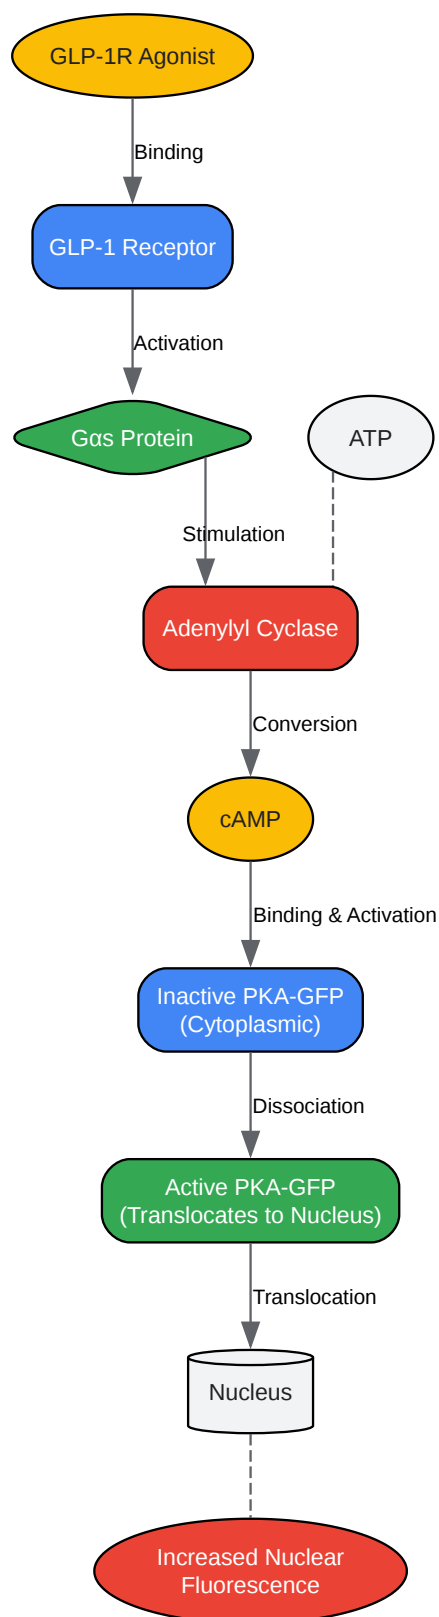 GLP-1R Agonist
Binding
GLP-1 Receptor
Activation
Gαs Protein
ATP
Stimulation
Adenylyl Cyclase
Conversion
cAMP
Binding & Activation
Inactive PKA-GFP
(Cytoplasmic)
Dissociation
Active PKA-GFP
(Translocates to Nucleus)
Translocation
Nucleus
Increased Nuclear
Fluorescence